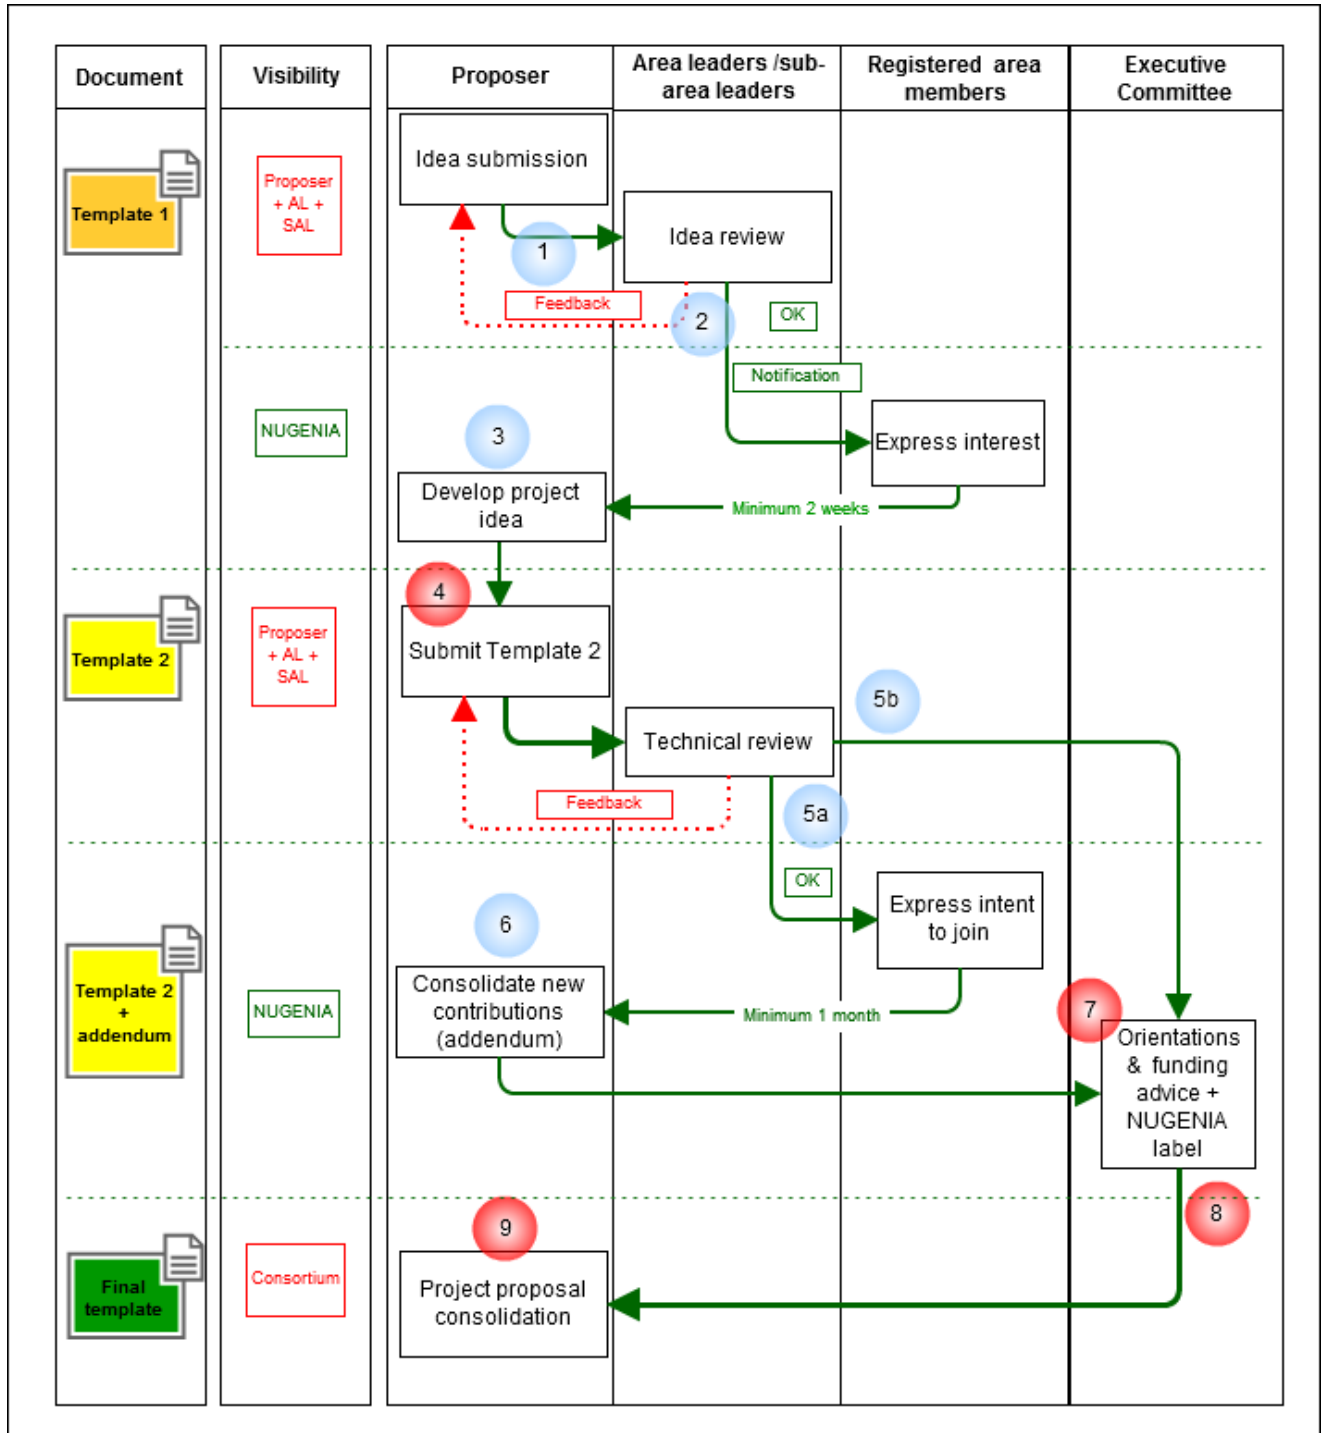 Document
Visibility
Proposer
Area leaders /sub-
area leaders
Registered area
members
Executive
Committee
Template 1
Proposer
+ AL +
SAL
Idea submission
Idea review
1
Feedback
2
OK
Notification
NUGENIA
3
Express interest
Develop project
idea
Minimum 2 weeks
4
Template 2
Proposer
+ AL +
SAL
Submit Template 2
5b
Technical review
Feedback
5a
OK
Express intent
to join
6
Template 2
+
addendum
NUGENIA
Consolidate new
contributions
(addendum)
Minimum 1 month
7
Orientations
& funding
advice +
NUGENIA
label
8
9
Final
template
Consortium
Project proposal
consolidation